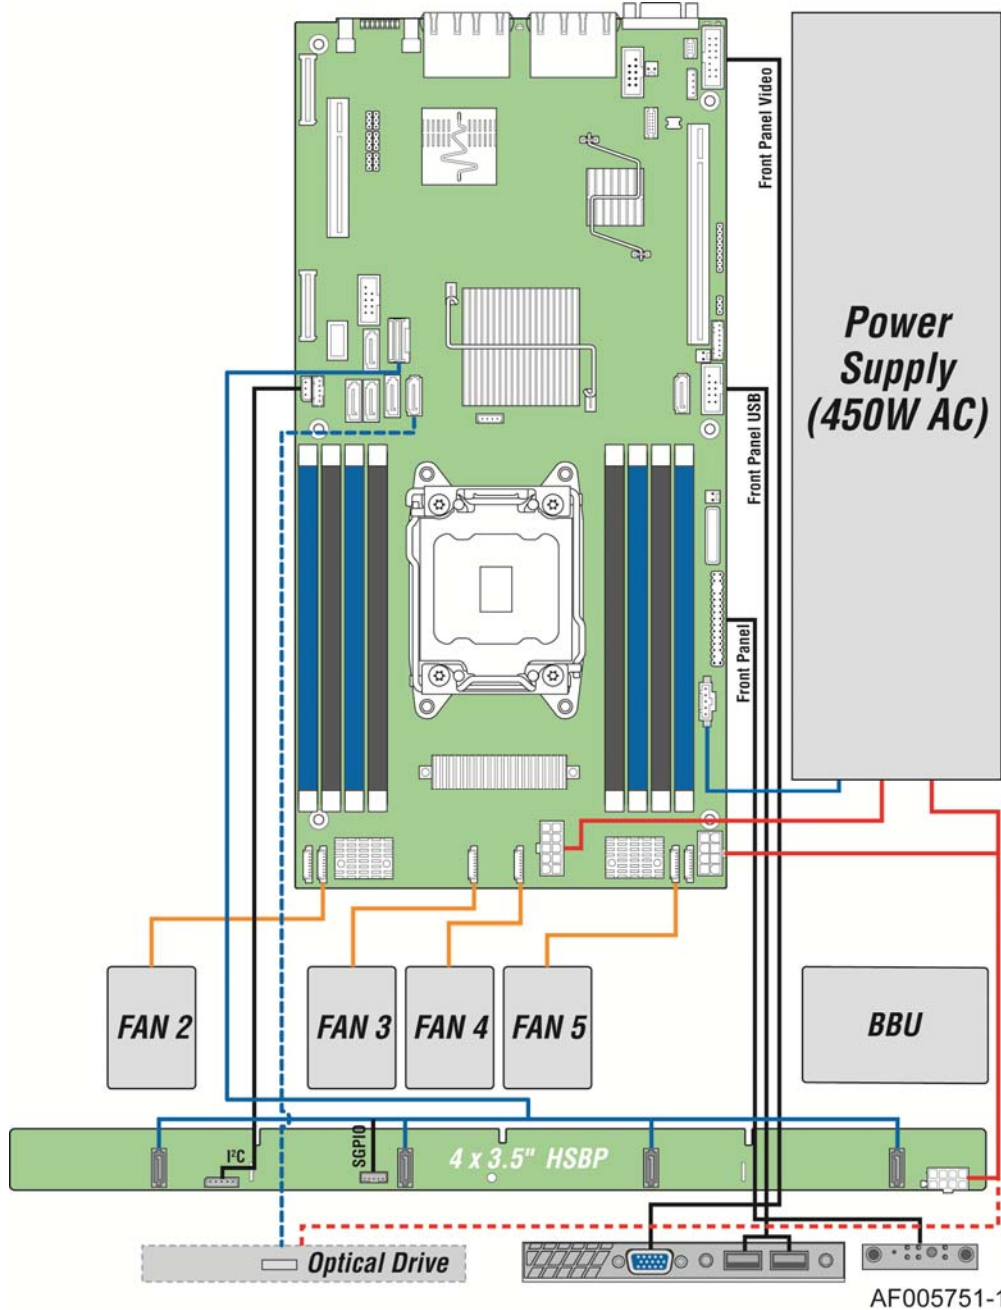 Front Panel Video
Power
Supply
(450W AC)
Front Panel USB
Front Panel
FAN 2
FAN 3
FAN 4
FAN 5
BBU
I²C
SGPIO
4 x 3.5" HSBP
Optical Drive
AF005751-1